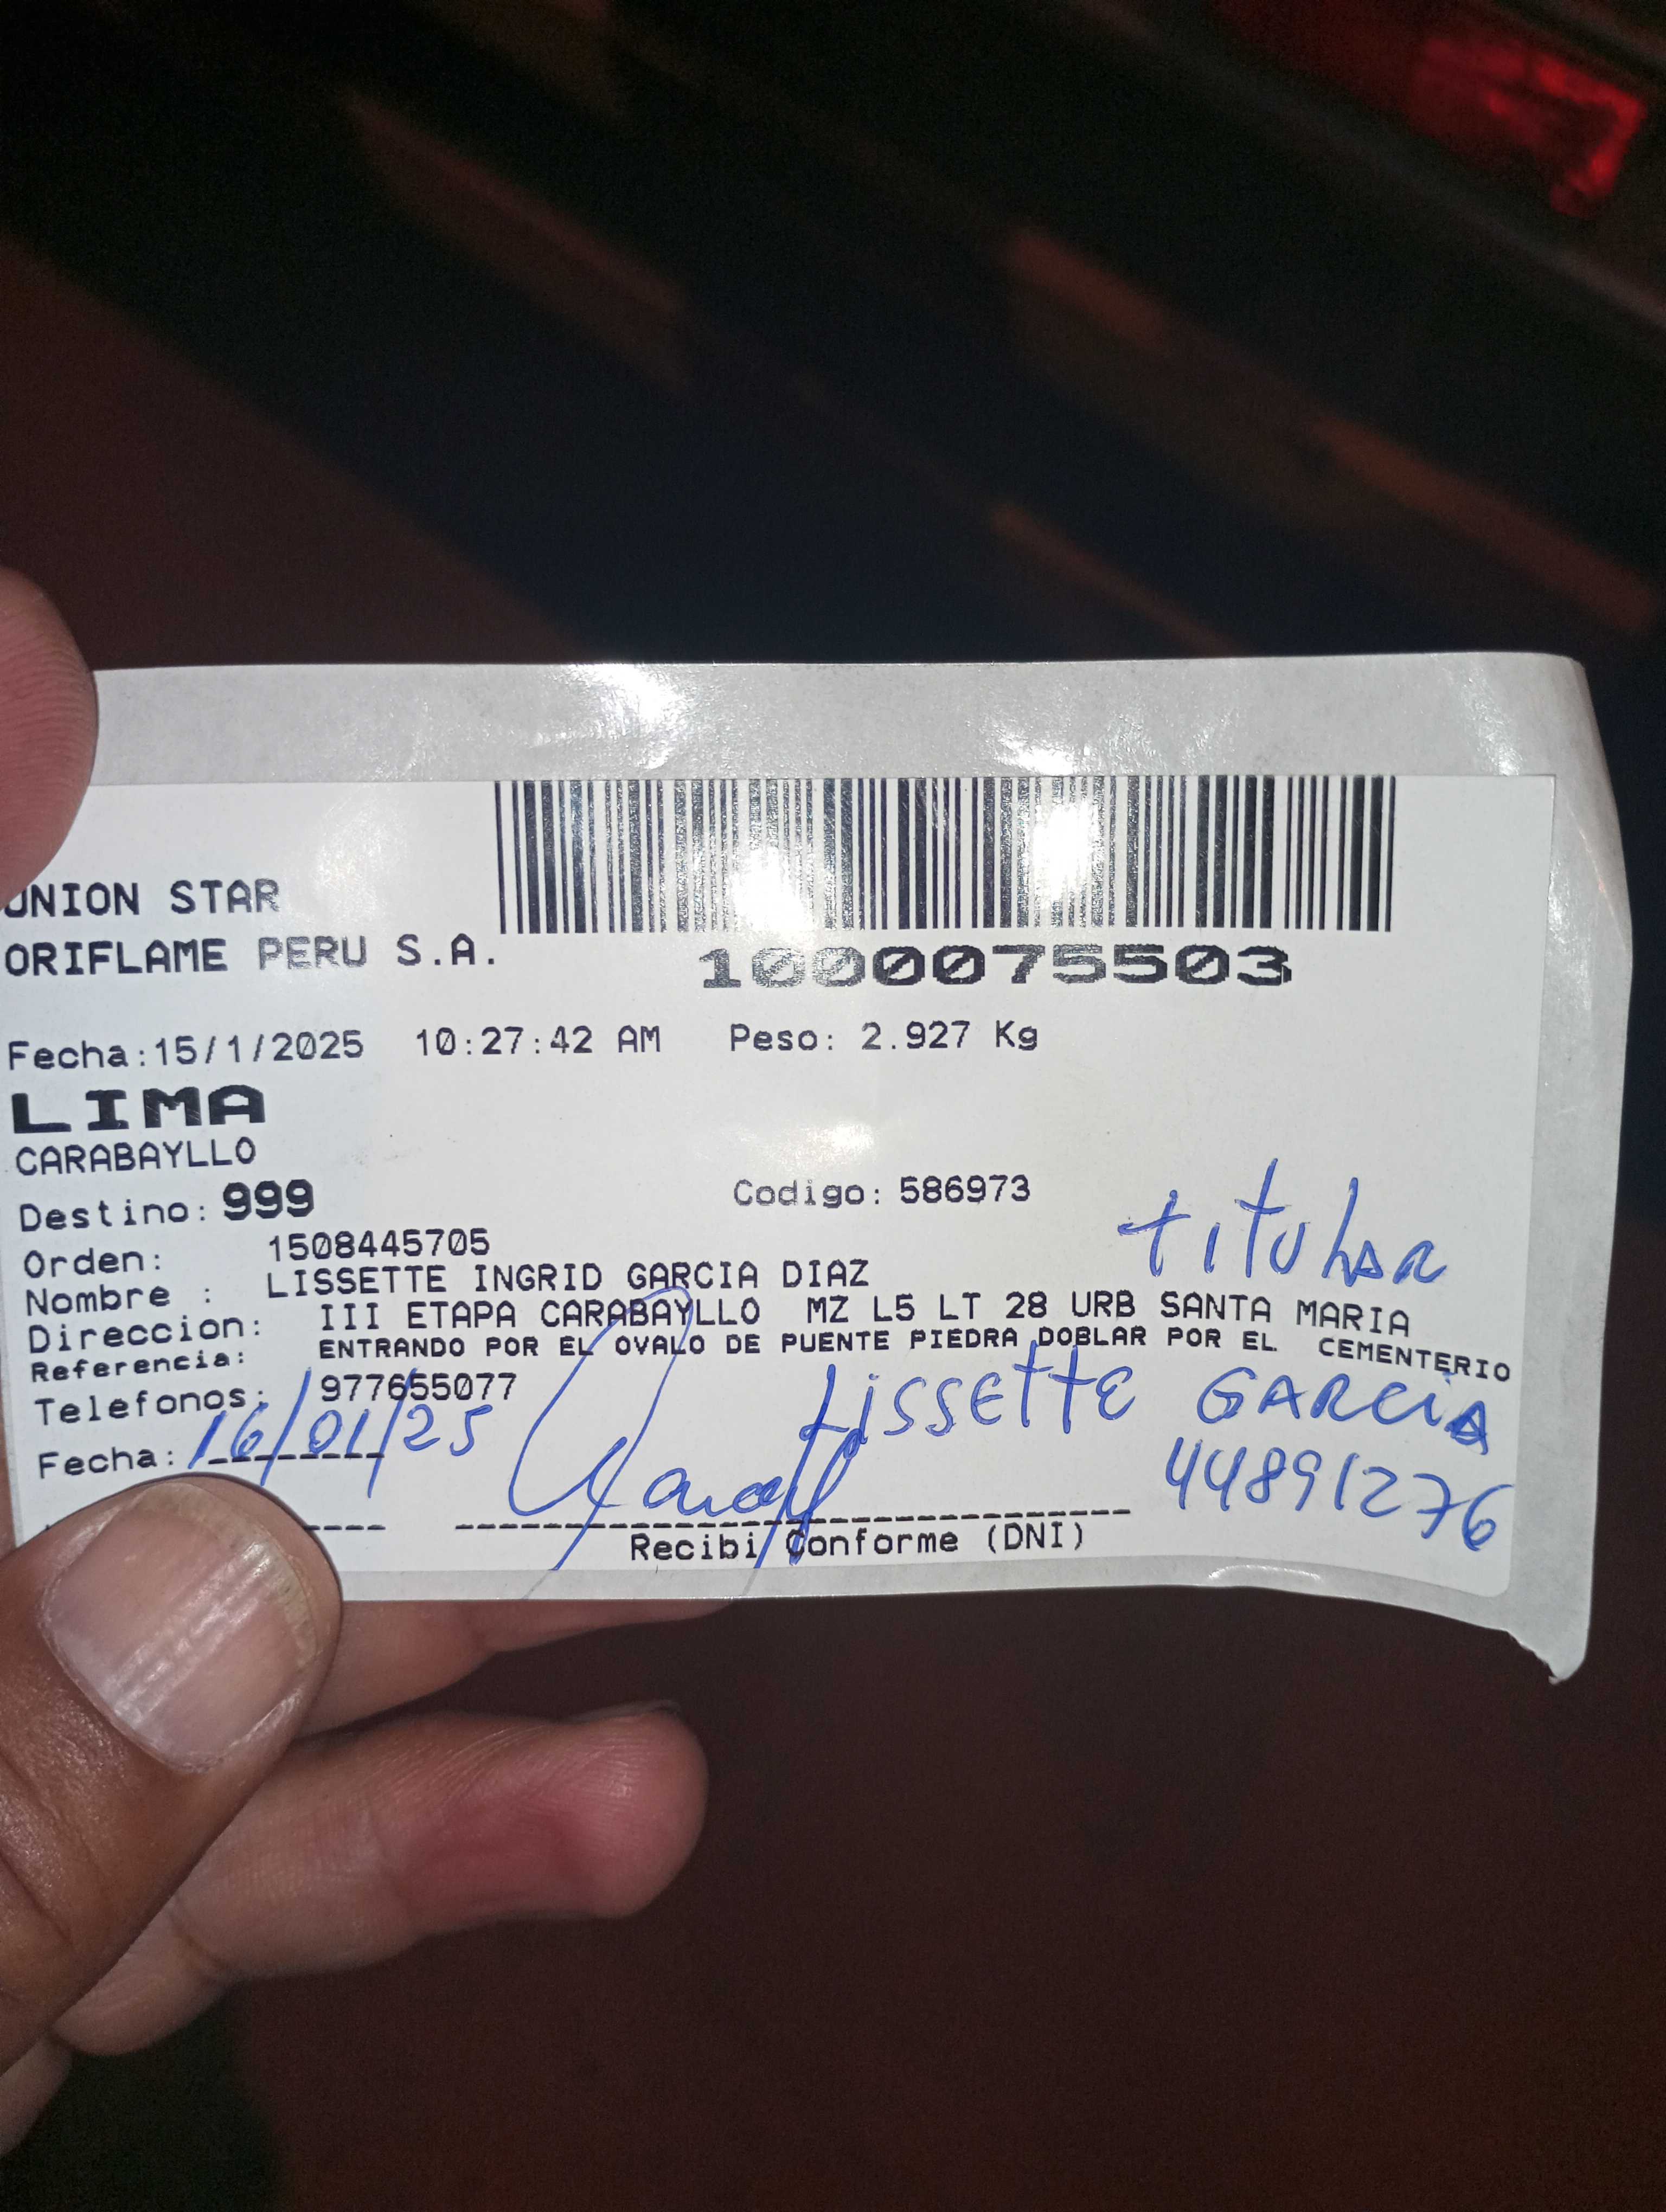 UNION STAR
ORIFLAME PERU S.A.
1000075503
Fecha:15/1/2025 10:27:42 AM Peso: 2.927 Kg
LIMA
CARABAYLLO
Destino: 999 Codigo: 586973
titular
Orden: 1508445705
Nombre : LISSETTE INGRID GARCIA DIAZ
Direccion: III ETAPA CARABAYLLO MZ L5 LT 28 URB SANTA MARIA
Referencia: ENTRANDO POR EL OVALO DE PUENTE PIEDRA DOBLAR POR EL CEMENTERIO
Telefonos: 977655077
Lissette GARCIA
Fecha: 16/01/25
44891276
Recibi Conforme (DNI)